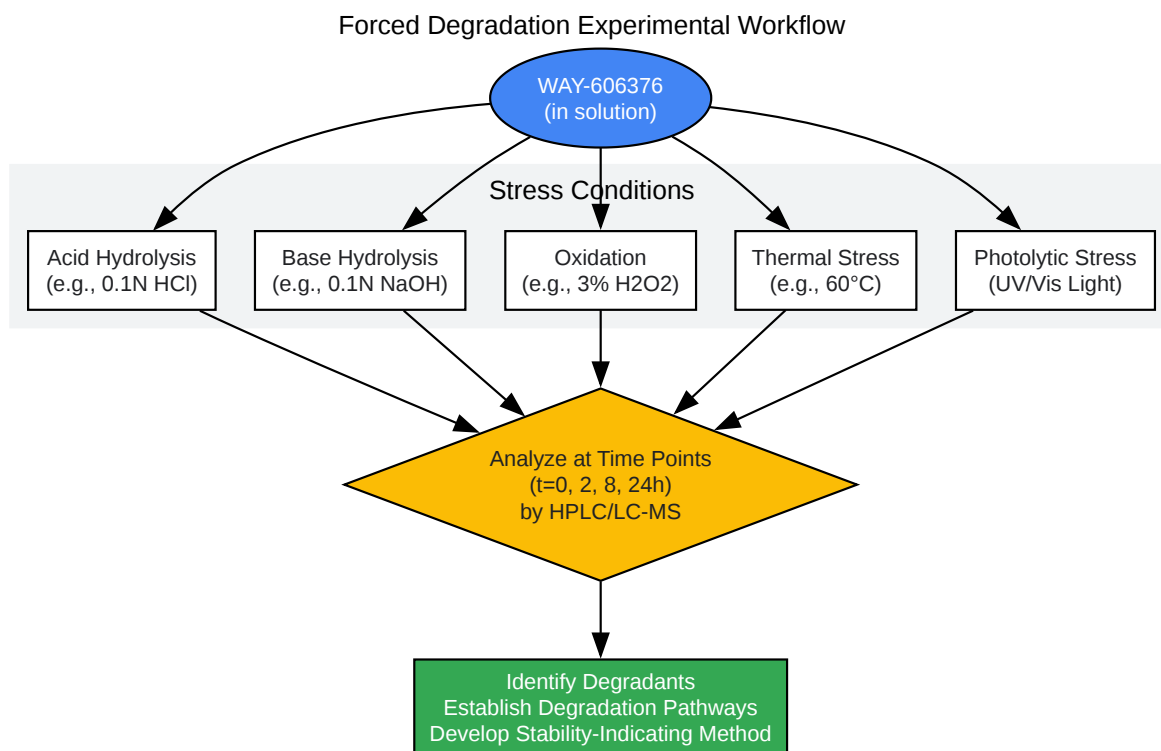 Forced Degradation Experimental Workflow
WAY-606376
(in solution)
Stress Conditions
Acid Hydrolysis
(e.g., 0.1N HCl)
Base Hydrolysis
(e.g., 0.1N NaOH)
Oxidation
(e.g., 3% H2O2)
Thermal Stress
(e.g., 60°C)
Photolytic Stress
(UV/Vis Light)
Analyze at Time Points
(t=0, 2, 8, 24h)
by HPLC/LC-MS
Identify Degradants
Establish Degradation Pathways
Develop Stability-Indicating Method